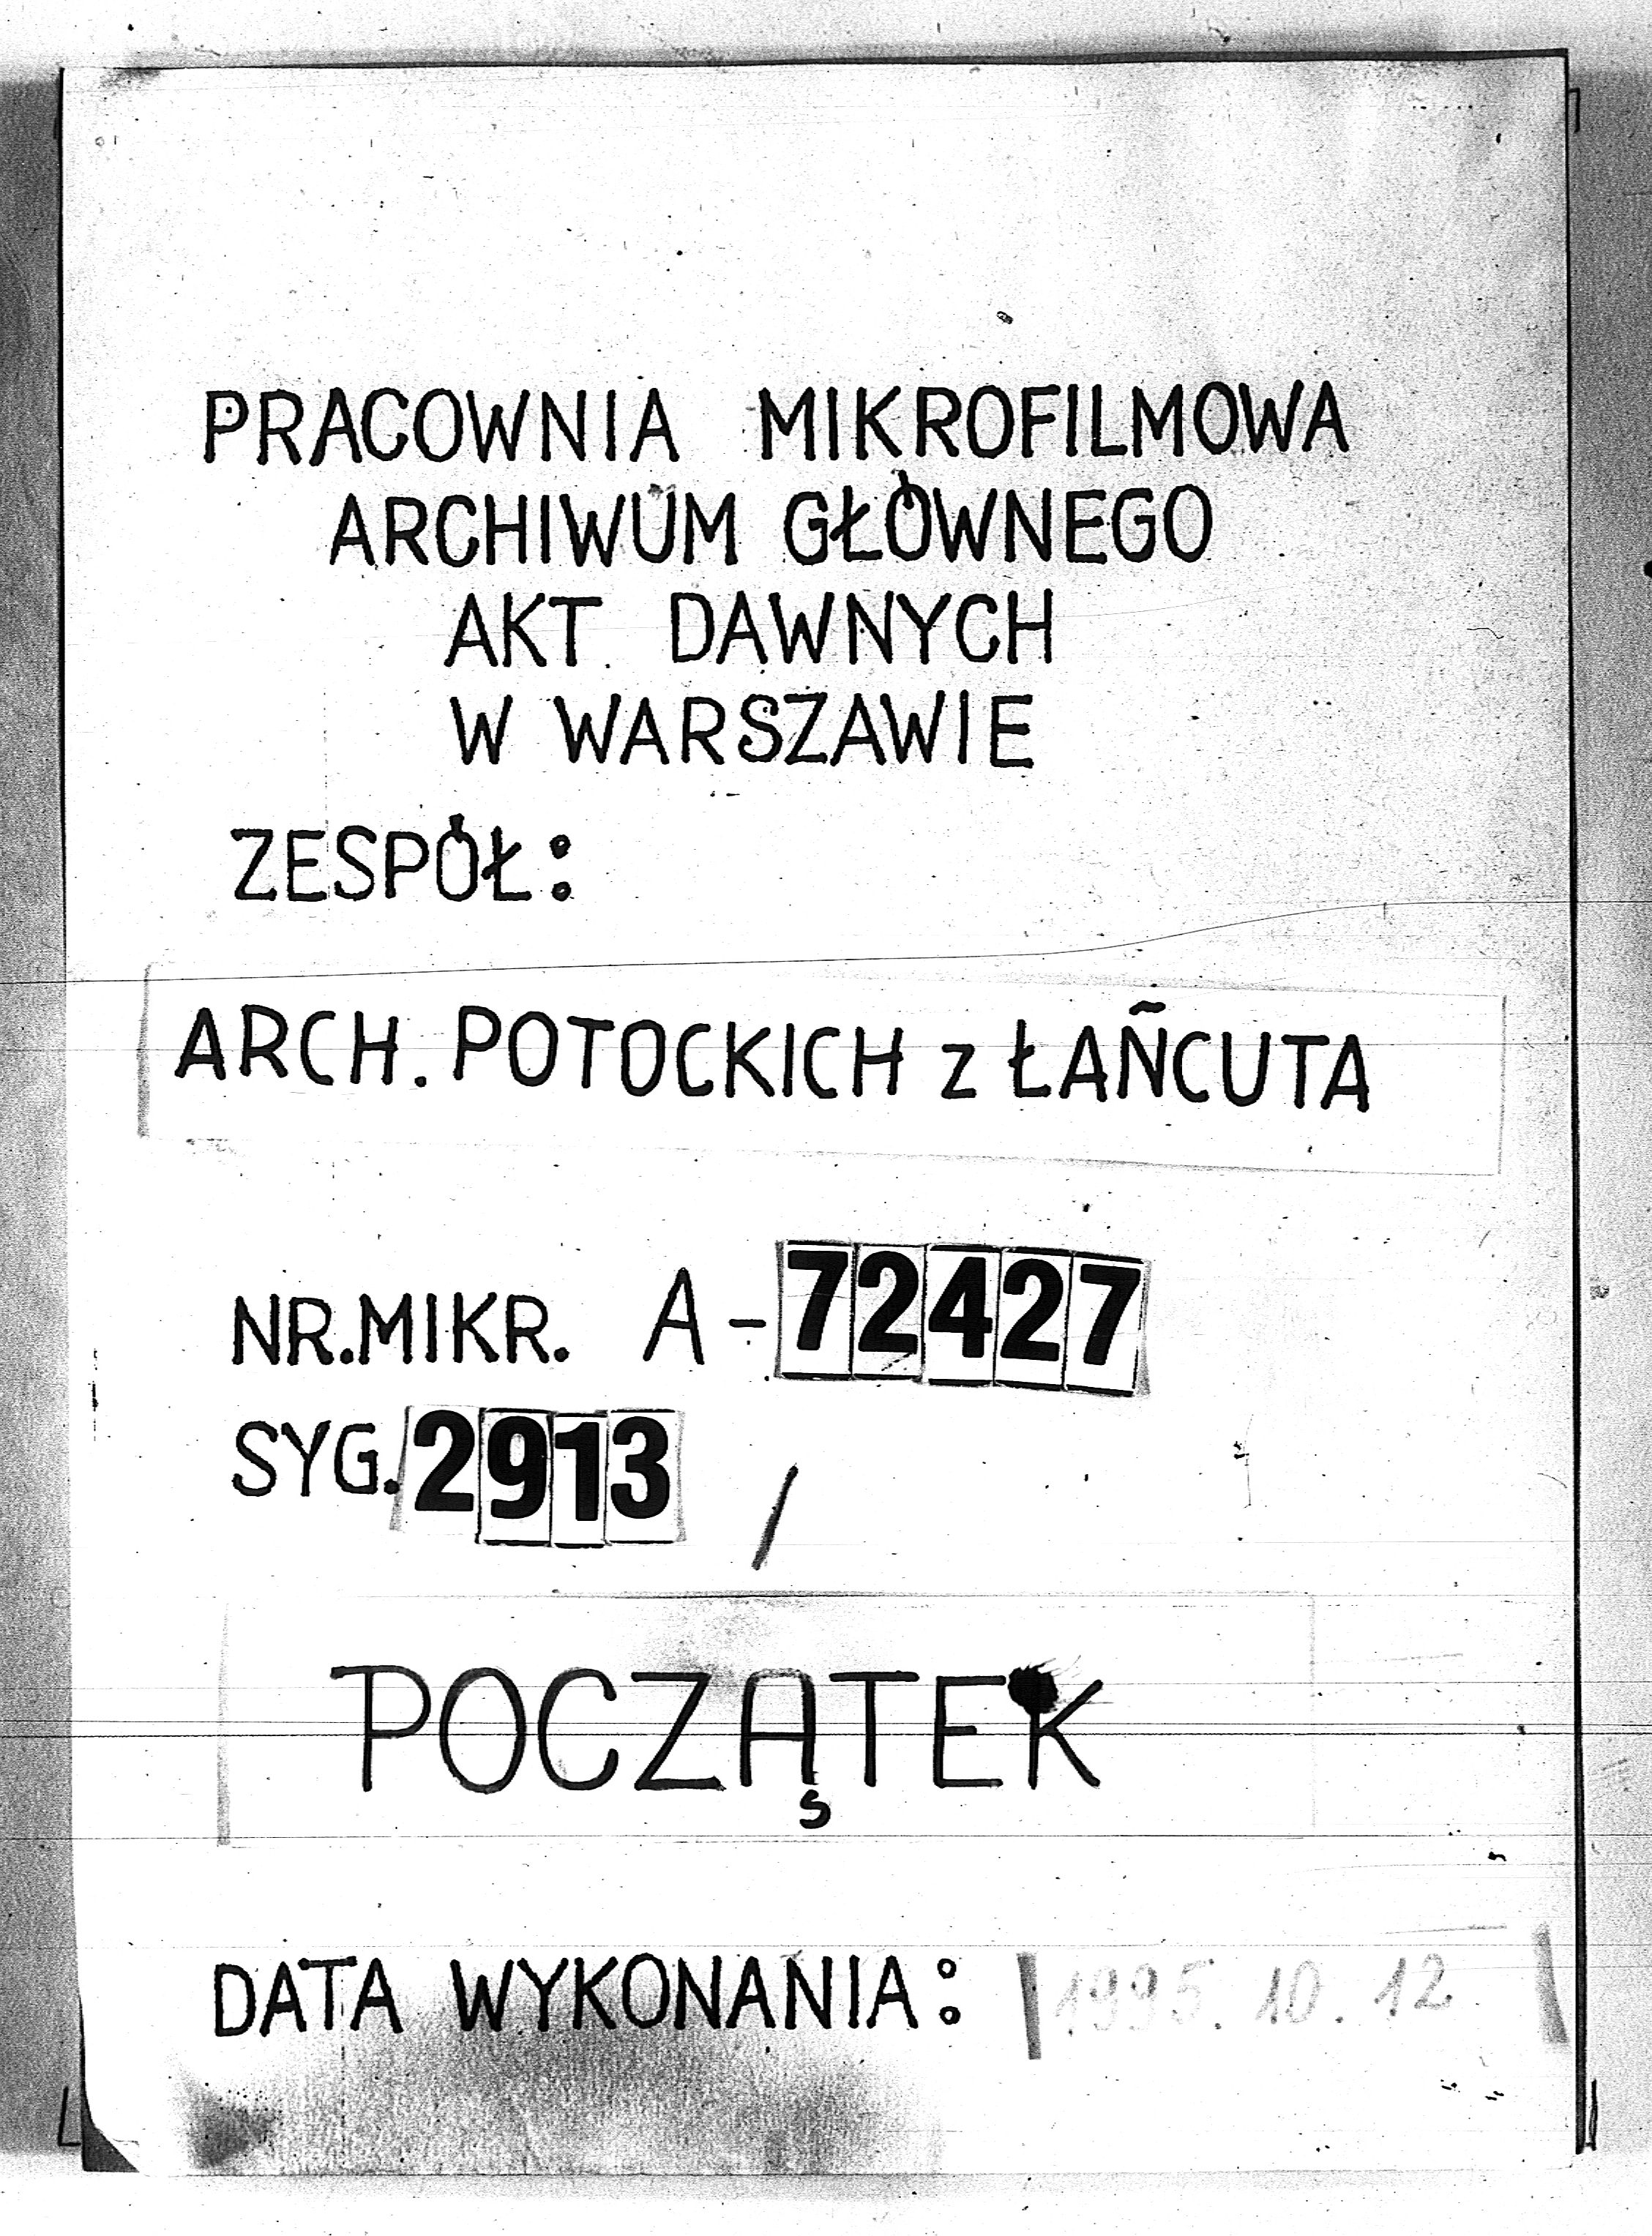 PRACOWNIA MIKROFILMOWA
ARCHIWUM GŁÓWNEGO
AKT DAWNYCH
W WARSZAWIE
ZESPÓŁ:
ARCH. POTOCKICH z ŁAŃCUTA
NR.MIKR. A-72427
SYG. 2913 /
POCZĄTEK
DATA WYKONANIA: 1995.10.12